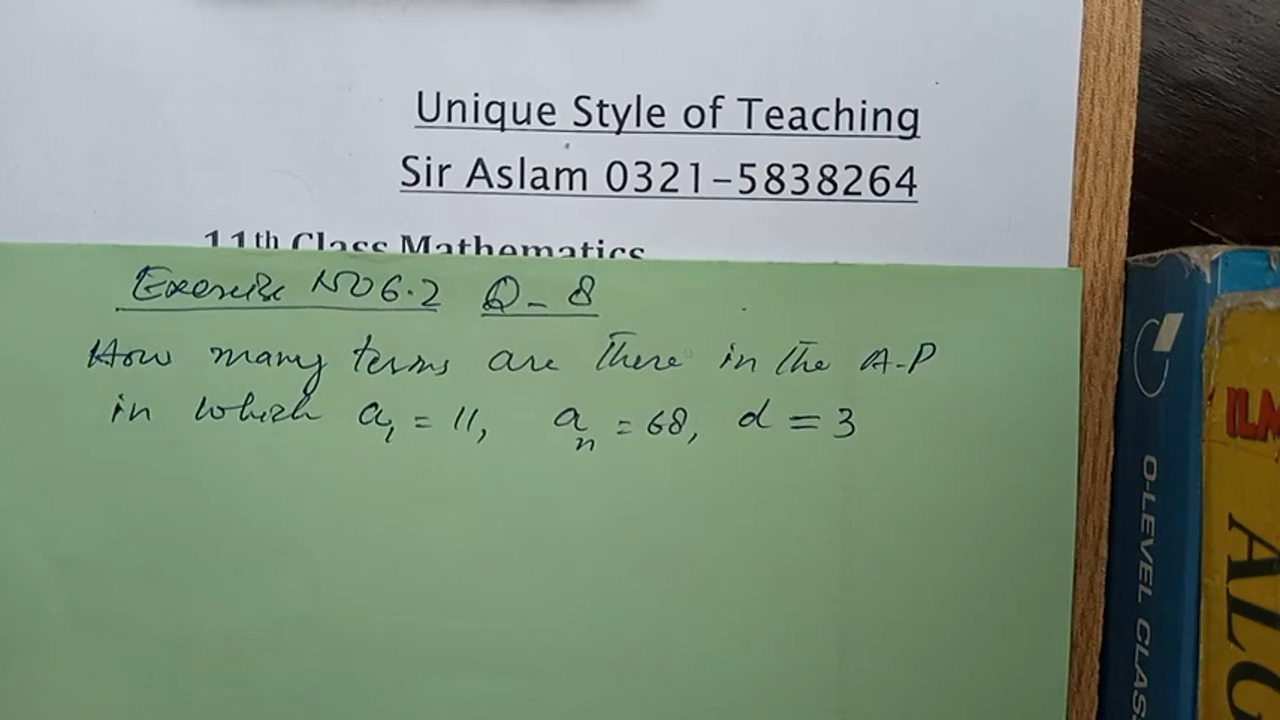 Unique Style of Teaching
Sir Aslam 0321-5838264
11th Class Mathematics
Exercise No 6.2 Q-8
How many terms are there in the A-P
in which a₁ = 11, aₙ = 68, d = 3
O-LEVEL CLAS